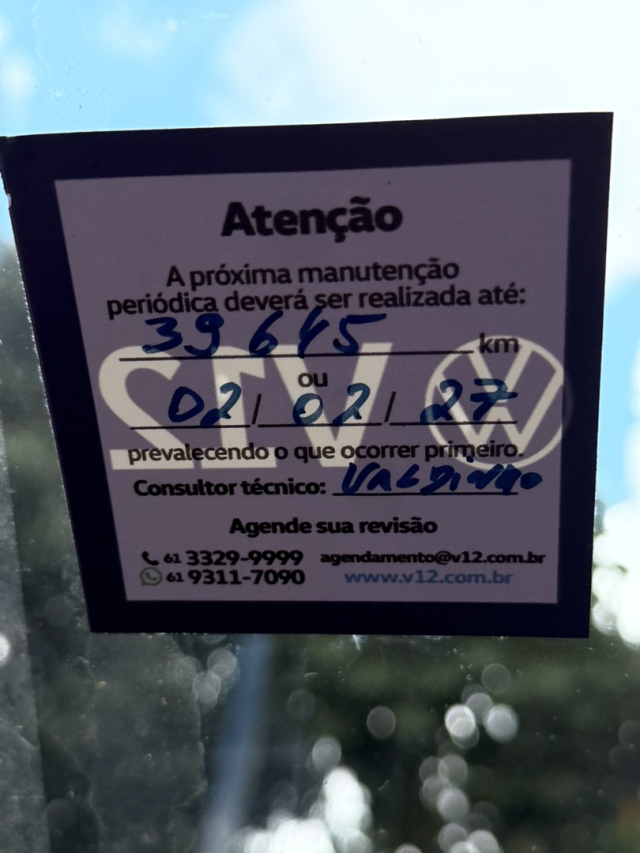 Atenção
A próxima manutenção
periódica deverá ser realizada até:
39645 km
ou
02/02/27
prevalecendo o que ocorrer primeiro.
Consultor técnico:
Agende sua revisão
61 3329-9999 agendamento@v12.com.br
61 9311-7090 www.v12.com.br
V12